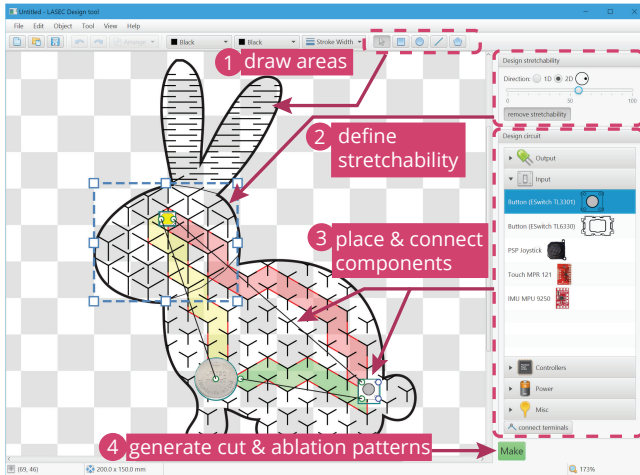 Untitled - LASEC Design tool
File Edit Object Tool View Help
Arrange
Black
Black
Stroke Width
1 draw areas
Design stretchability
Direction: 1D 2D
0 50 100
remove stretchability
2 define
stretchability
Design circuit
Output
Input
Button (ESwitch TL3301)
Button (ESwitch TL6330)
3 place & connect
components
PSP Joystick
Touch MPR 121
IMU MPU 9250
Controllers
Power
Misc
connect terminals
4 generate cut & ablation patterns
Make
(69, 46)
200.0 x 150.0 mm
173%